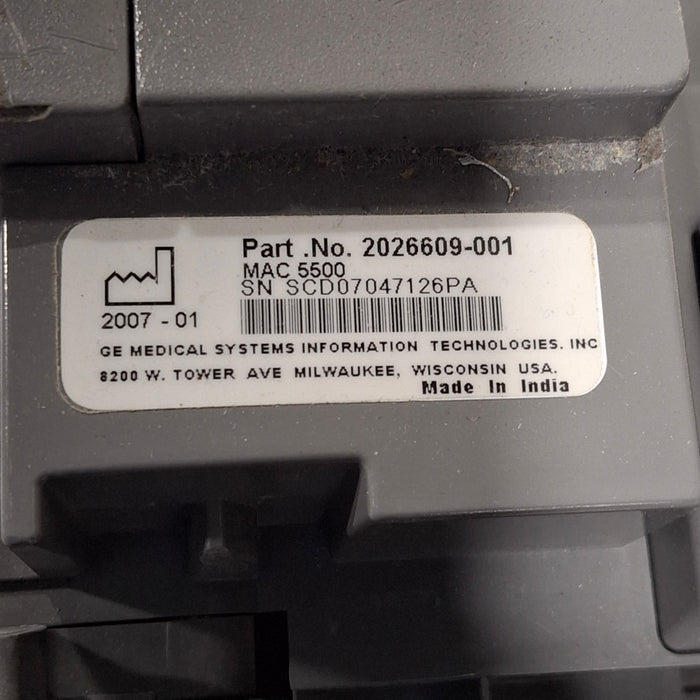 Part .No. 2026609-001
MAC 5500
SN SCD07047126PA
2007 - 01
GE MEDICAL SYSTEMS INFORMATION TECHNOLOGIES. INC
8200 W. TOWER AVE MILWAUKEE, WISCONSIN USA.
Made In India